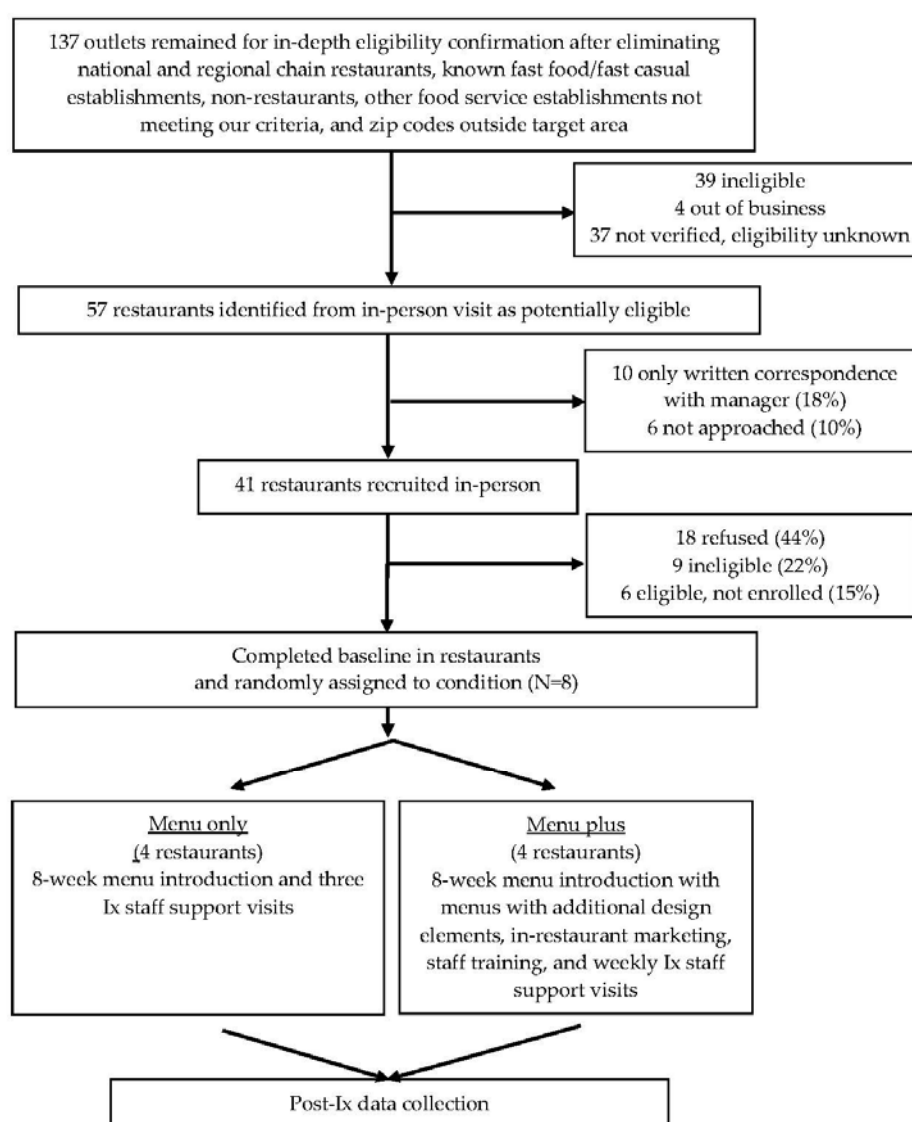 137 outlets remained for in-depth eligibility confirmation after eliminating
national and regional chain restaurants, known fast food/fast casual
establishments, non-restaurants, other food service establishments not
meeting our criteria, and zip codes outside target area
39 ineligible
4 out of business
37 not verified, eligibility unknown
57 restaurants identified from in-person visit as potentially eligible
10 only written correspondence
with manager (18%)
6 not approached (10%)
41 restaurants recruited in-person
18 refused (44%)
9 ineligible (22%)
6 eligible, not enrolled (15%)
Completed baseline in restaurants
and randomly assigned to condition (N=8)
Menu only
(4 restaurants)
8-week menu introduction and three
Ix staff support visits
Menu plus
(4 restaurants)
8-week menu introduction with
menus with additional design
elements, in-restaurant marketing,
staff training, and weekly Ix staff
support visits
Post-Ix data collection